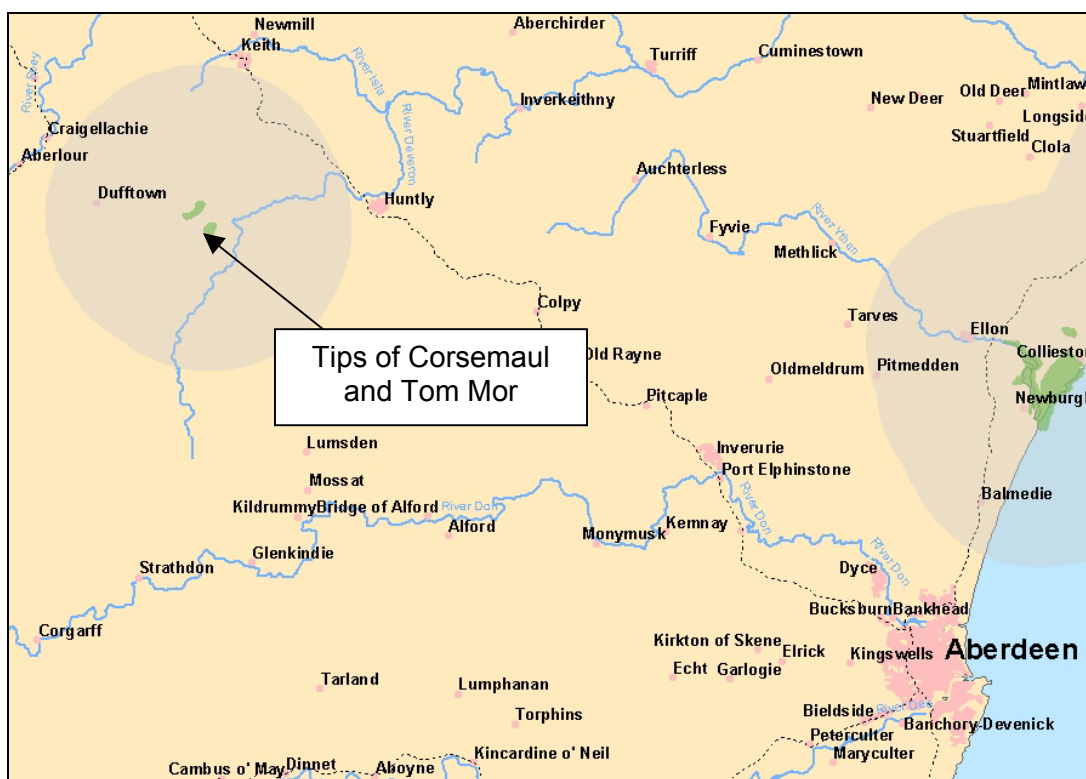 Newmill
Aberchirder
Keith
Turriff
Cuminestown
River Isla
River Spey
Inverkeithny
New Deer
Old Deer
Mintlaw
Longside
Stuartfield
Clola
Craigellachie
Aberlour
River Deveron
Dufftown
Huntly
Auchterless
Fyvie
River Ythan
Methlick
Colpy
Tarves
Ellon
Tips of Corsemaul
and Tom Mor
Old Rayne
Oldmeldrum
Pitmedden
Collieston
Pitcaple
Newburgh
Lumsden
Inverurie
Port Elphinstone
Mossat
Kildrummy
Bridge of Alford
River Don
Alford
River Don
Balmedie
Monymusk
Kemnay
Glenkindie
Strathdon
River Don
Dyce
Bucksburn
Bankhead
Corgarff
Kirkton of Skene
Elrick
Kingswells
Aberdeen
Echt
Garlogie
Tarland
Lumphanan
Torphins
Bieldside
River Dee
Banchory-Devenick
Peterculter
Maryculter
Kincardine o' Neil
Cambus o' May
Dinnet
Aboyne